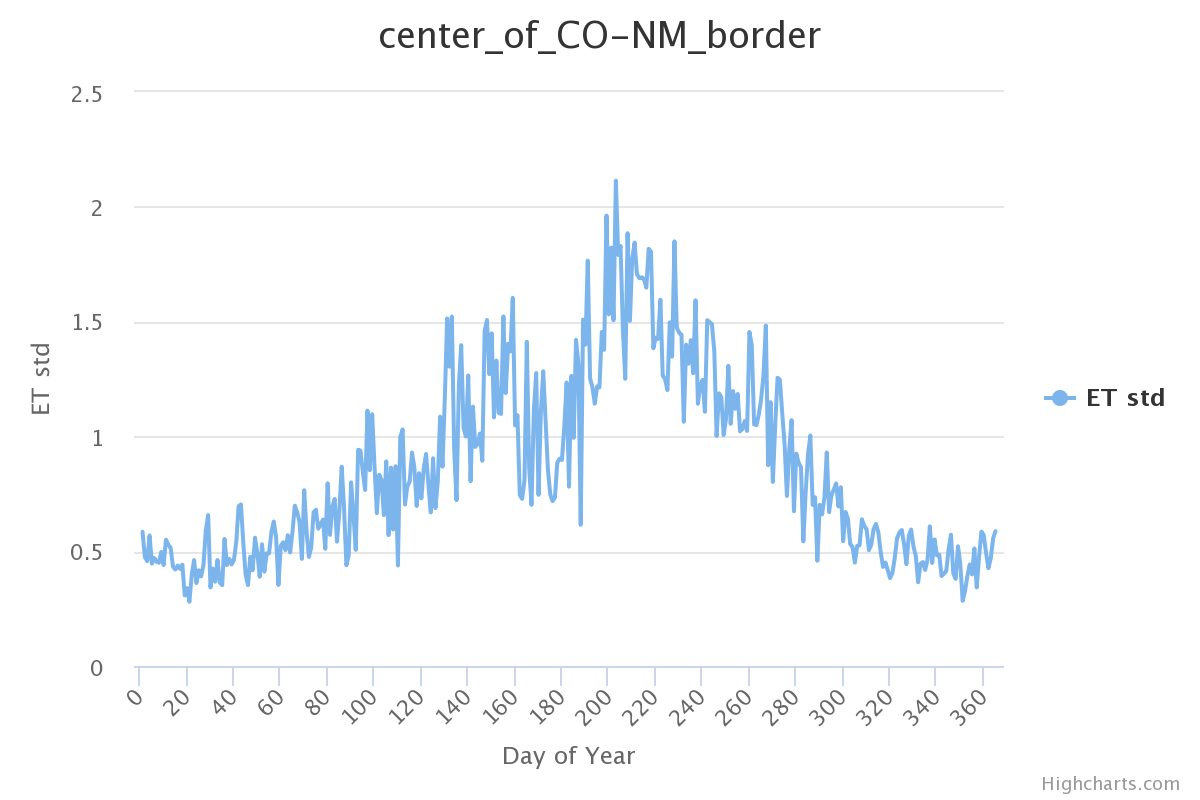 center_of_CO-NM_border
2.5
2
1.5
1
0.5
0
ET std
0 20 40 60 80 100 120 140 160 180 200 220 240 260 280 300 320 340 360
Day of Year
ET std
Highcharts.com